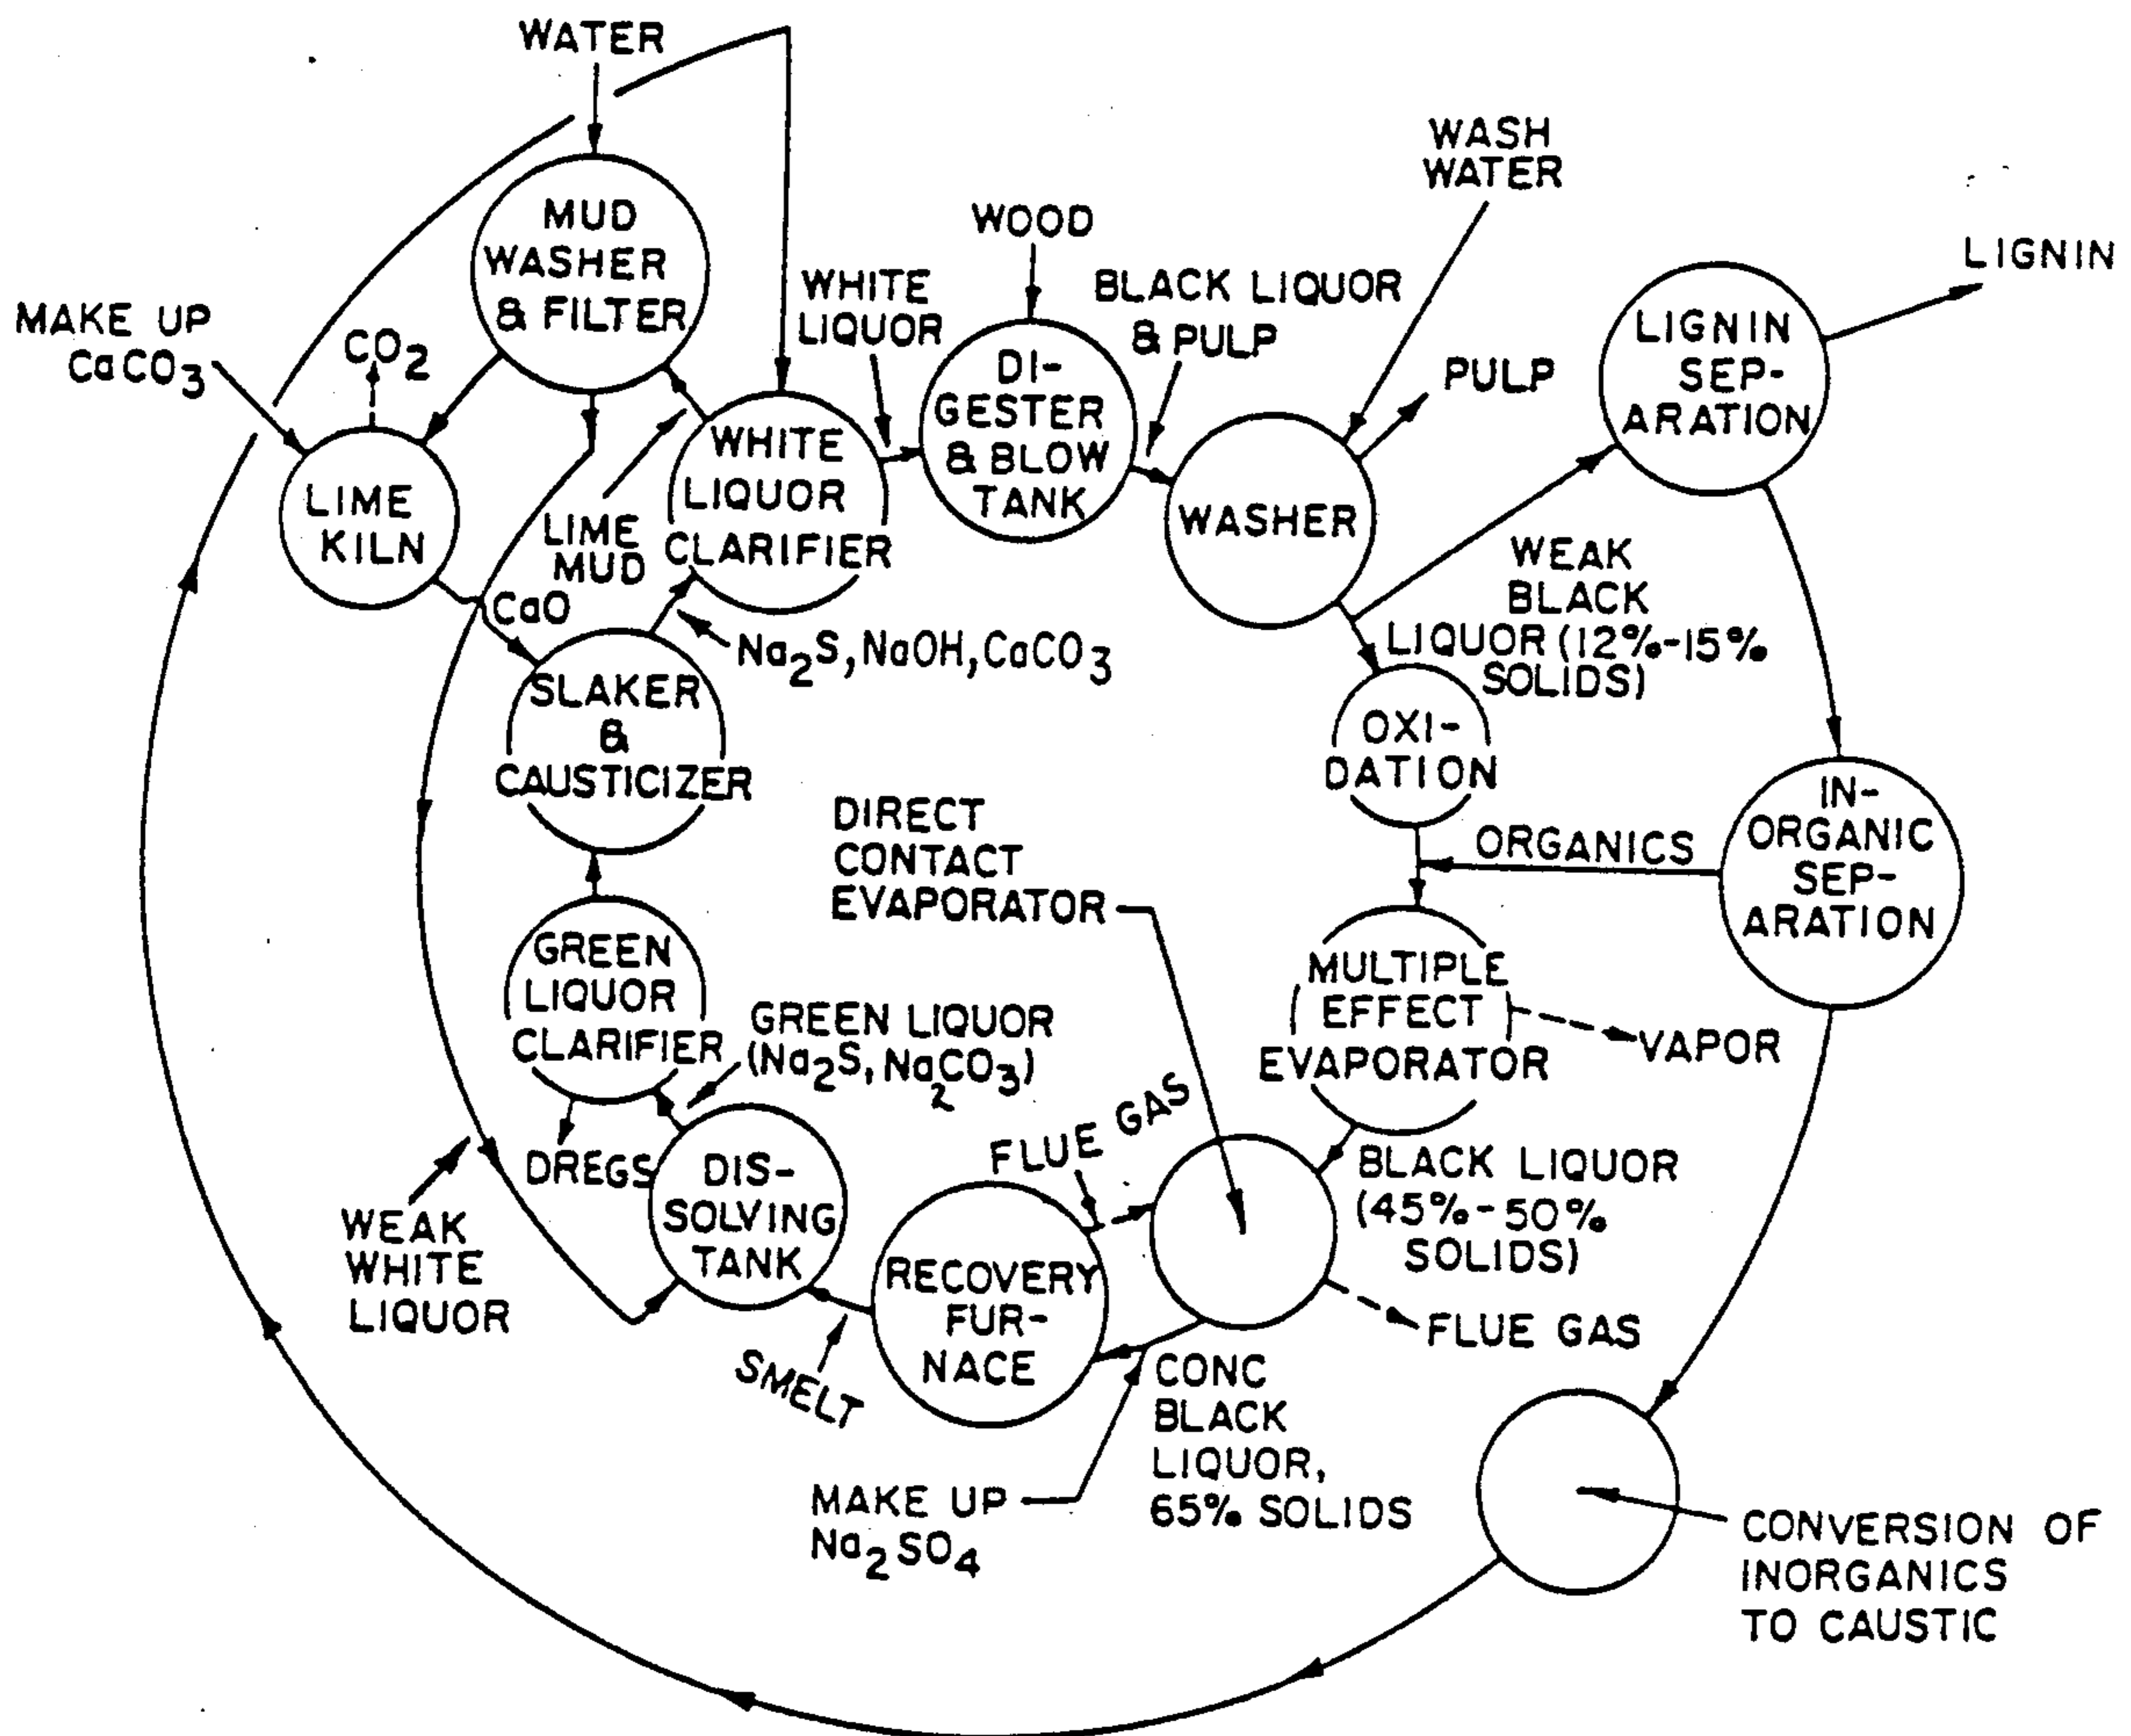 WATER
WASH
WATER
WOOD
LIGNIN
MUD
WASHER
& FILTER
WHITE
LIQUOR
BLACK LIQUOR
& PULP
LIGNIN
SEP-
ARATION
MAKE UP
CaCO3
CO2
PULP
DI-
GESTER
& BLOW
TANK
WHITE
LIQUOR
CLARIFIER
LIME
KILN
LIME
MUD
WASHER
WEAK
BLACK
LIQUOR (12%-15%
SOLIDS)
CaO
Na2S, NaOH, CaCO3
SLAKER
&
CAUSTICIZER
OXI-
DATION
DIRECT
CONTACT
EVAPORATOR
ORGANICS
IN-
ORGANIC
SEP-
ARATION
GREEN
LIQUOR
CLARIFIER
GREEN LIQUOR
(Na2S, Na2CO3)
MULTIPLE
EFFECT
EVAPORATOR
VAPOR
FLUE GAS
DREGS
DIS-
SOLVING
TANK
BLACK LIQUOR
(45%-50%
SOLIDS)
WEAK
WHITE
LIQUOR
RECOVERY
FUR-
NACE
FLUE GAS
SMELT
CONC
BLACK
LIQUOR,
65% SOLIDS
MAKE UP
Na2SO4
CONVERSION OF
INORGANICS
TO CAUSTIC